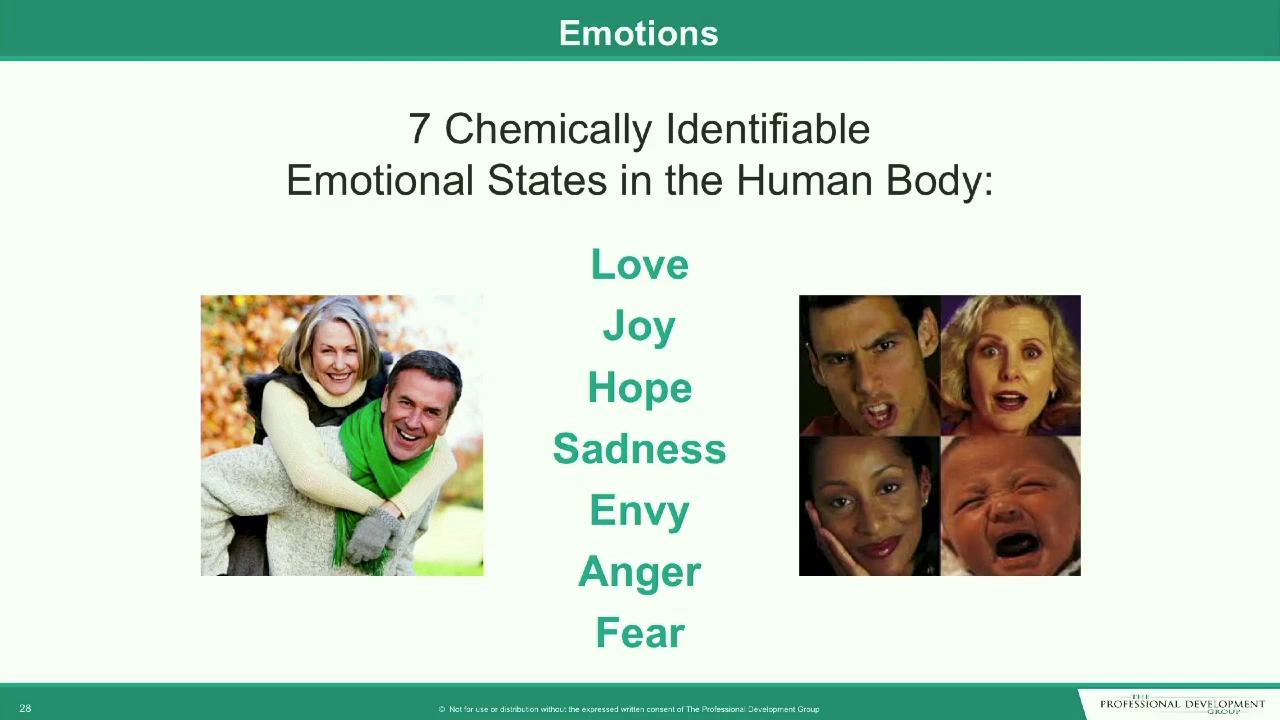 Emotions
7 Chemically Identifiable
Emotional States in the Human Body:
Love
Joy
Hope
Sadness
Envy
Anger
Fear
28
© Not for use or distribution without the expressed written consent of The Professional Development Group
THE
PROFESSIONAL DEVELOPMENT
GROUP